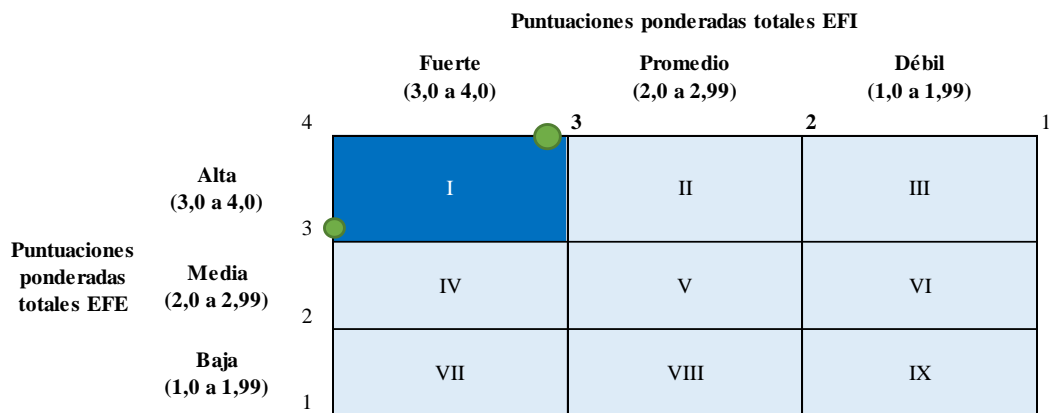 Puntuaciones ponderadas totales EFI
Fuerte
(3,0 a 4,0)
Promedio
(2,0 a 2,99)
Débil
(1,0 a 1,99)
4
3
2
1
Alta
(3,0 a 4,0)
I
II
III
3
Puntuaciones
ponderadas
totales EFE
Media
(2,0 a 2,99)
IV
V
VI
2
Baja
(1,0 a 1,99)
VII
VIII
IX
1